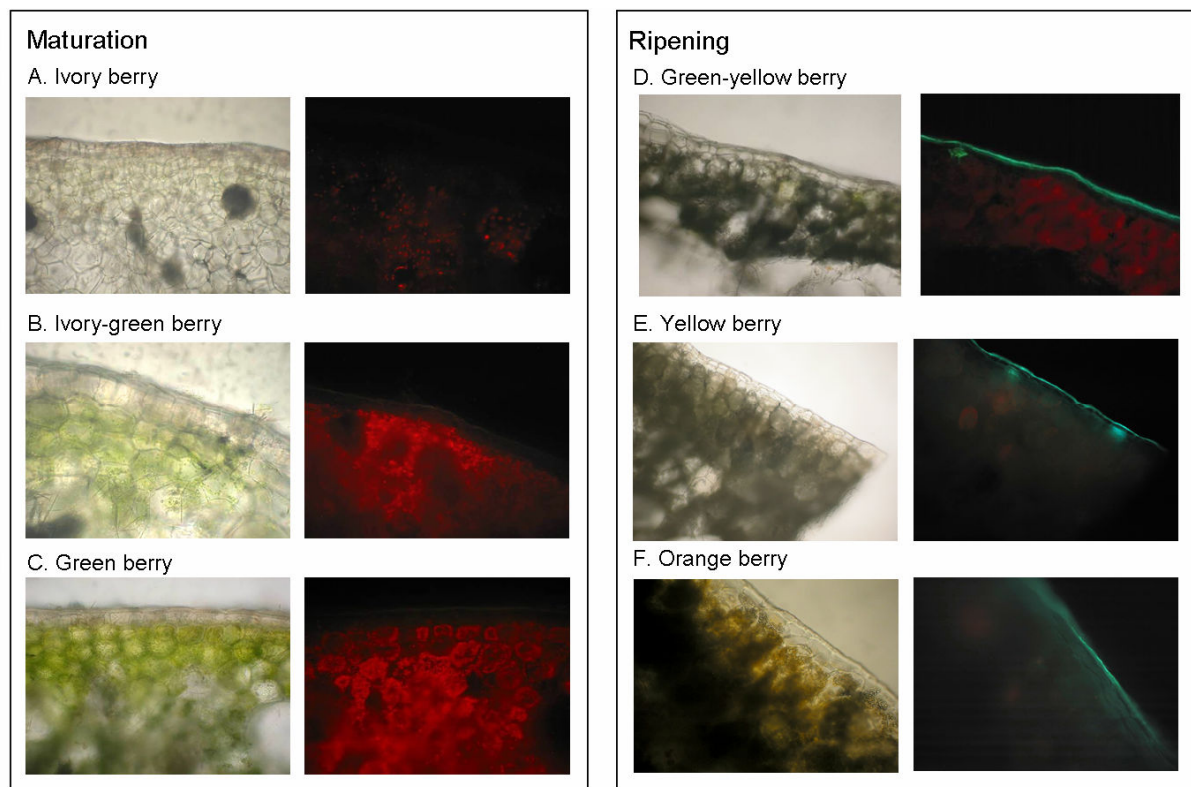 Maturation
A. Ivory berry
B. Ivory-green berry
C. Green berry
Ripening
D. Green-yellow berry
E. Yellow berry
F. Orange berry